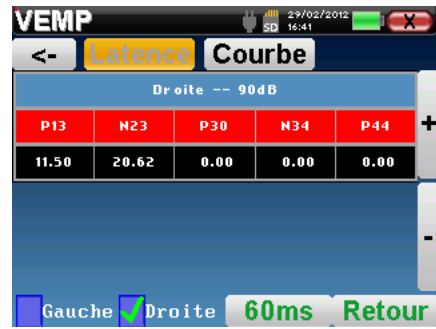 VEMP SD 29/02/2012 16:41 X
<- Latence Courbe
Droite -- 90dB
P13 N23 P30 N34 P44
11.50 20.62 0.00 0.00 0.00
+
-
Gauche Droite 60ms Retour